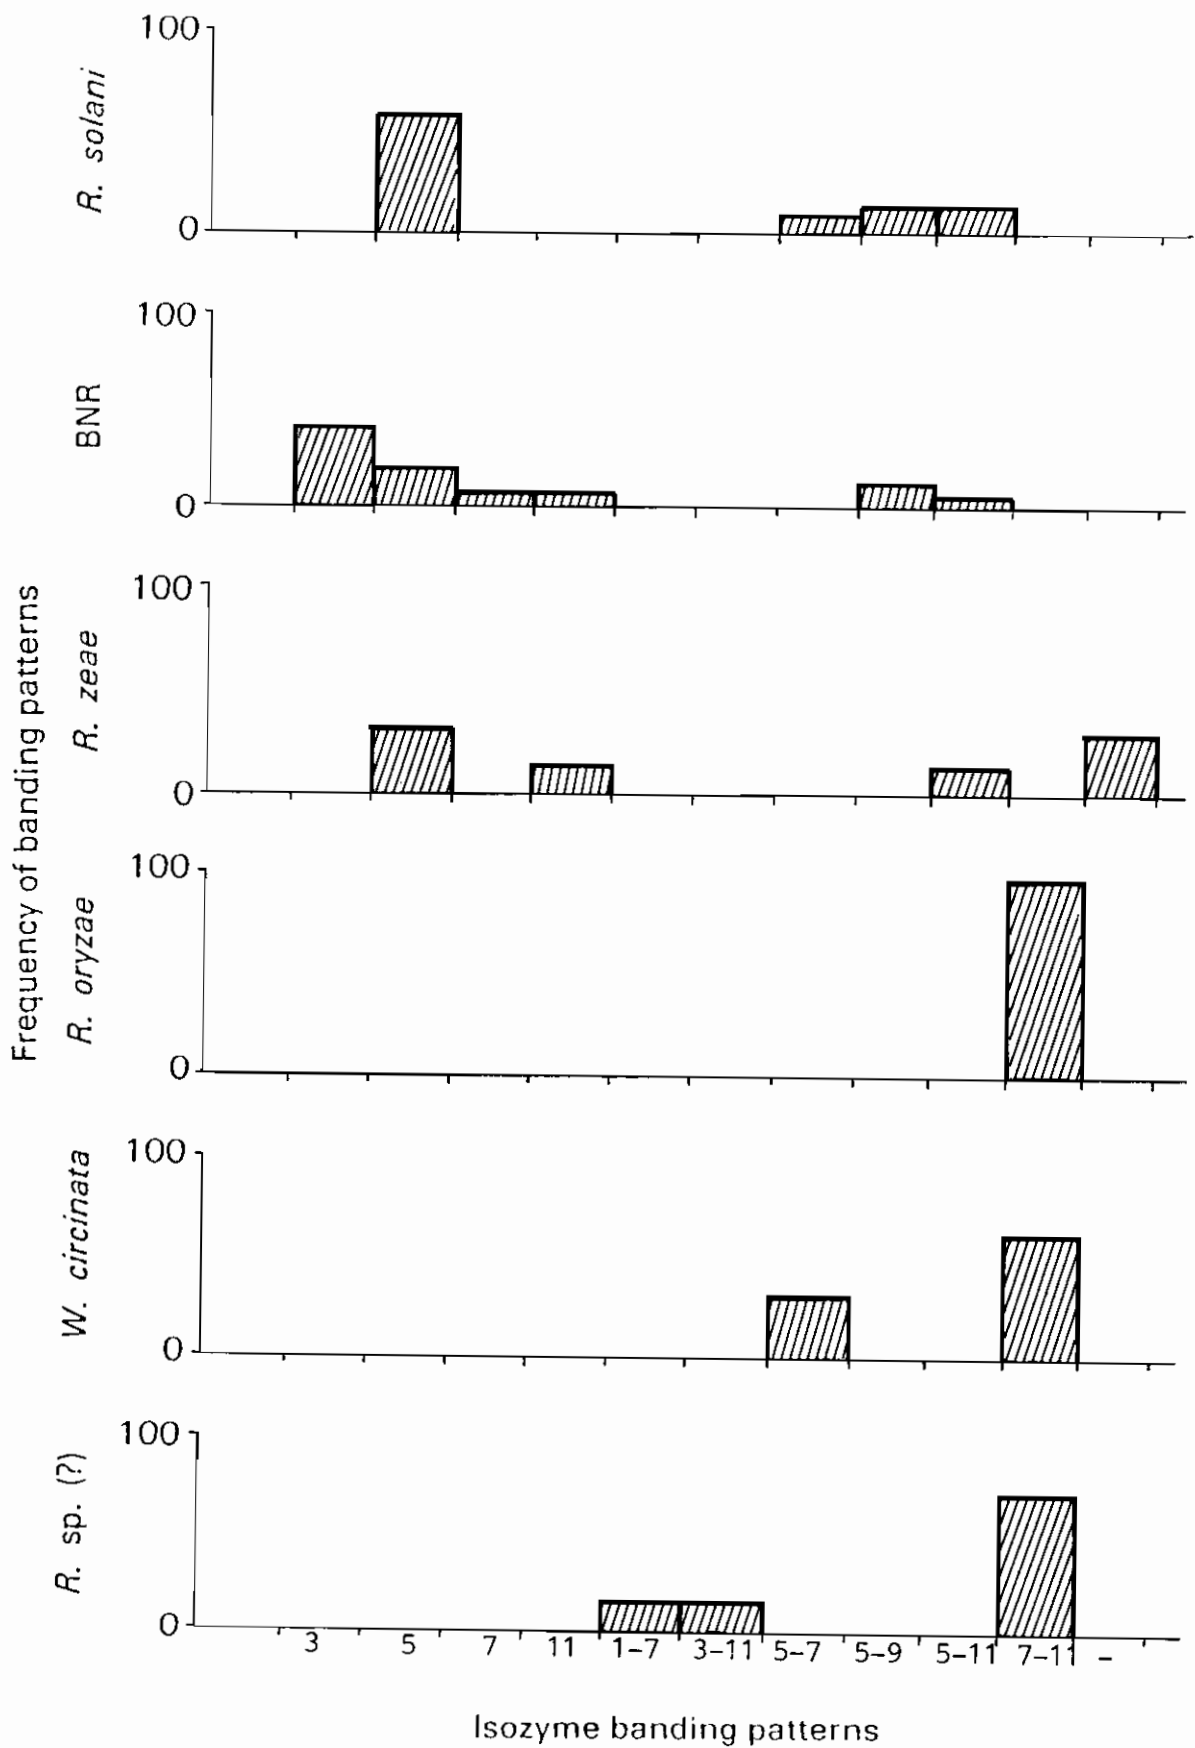 Frequency of banding patterns
R. solani
100
0
BNR
100
0
R. zeae
100
0
R. oryzae
100
0
W. circinata
100
0
R. sp. (?)
100
0
3 5 7 11 1–7 3–11 5–7 5–9 5–11 7–11 –
Isozyme banding patterns